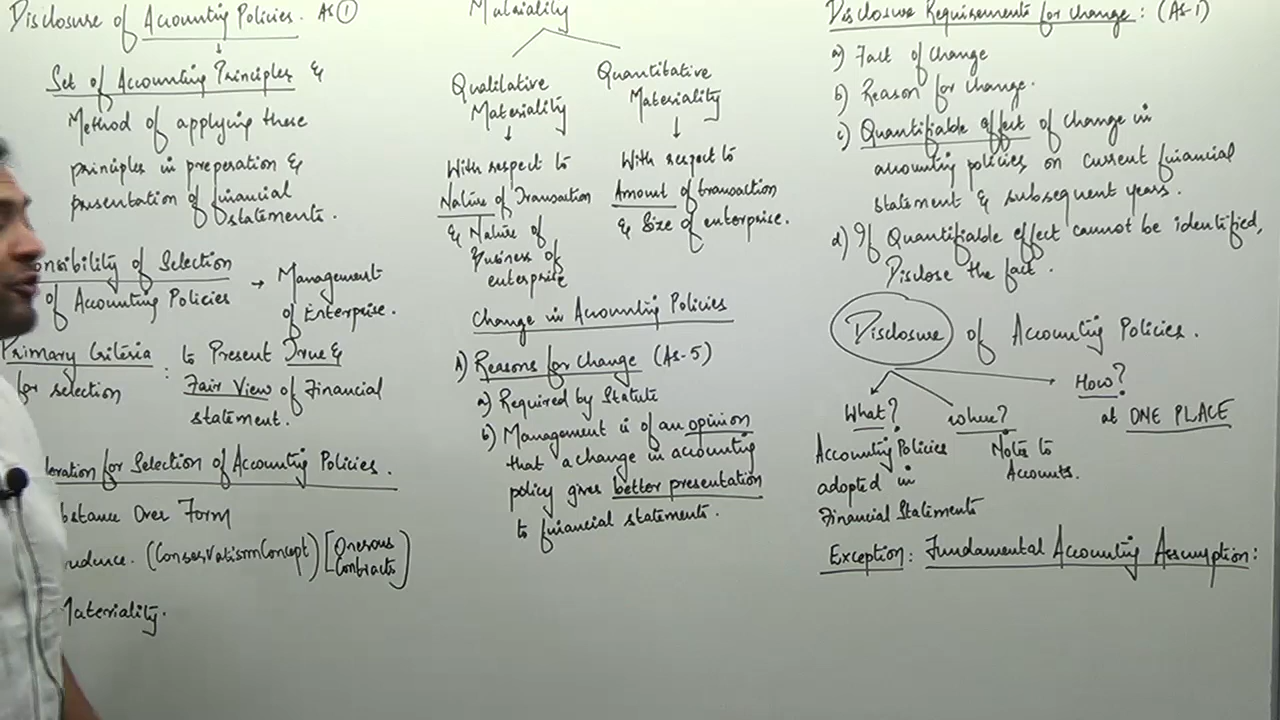 Disclosure of Accounting Policies. AS ①
↓
Set of Accounting Principles &
Method of applying these
principles in preperation &
presentation of financial
statements.
onsibility of Selection
of Accounting Policies → Management
of Enterprise.
Primary Criteria
for selection : to Present True &
Fair View of Financial
statement.
eration for Selection of Accounting Policies.
bstance Over Form
udence. (Conservatism Concept) [Onerous
Contracts]
Materiality.
Materiality
Qualitative
Materiality
↓
With respect to
Nature of Transaction
& Nature of
Business of
enterprise
Quantitative
Materiality
↓
With respect to
Amount of transaction
& Size of enterprise.
Change in Accounting Policies
A) Reasons for Change (AS-5)
a) Required by Statute
b) Management is of an opinion
that a change in accounting
policy gives better presentation
to financial statements.
Disclosure Requirements for change : (AS-1)
a) Fact of change
b) Reason for change.
c) Quantifiable effect of change in
accounting policies on current financial
statement & subsequent years.
d) If Quantifiable effect cannot be identified,
Disclose the fact.
Disclosure of Accounting Policies.
What?
Accounting Policies
adopted in
Financial Statements
where?
Notes to
Accounts.
How?
at ONE PLACE
Exception : Fundamental Accounting Assumption :